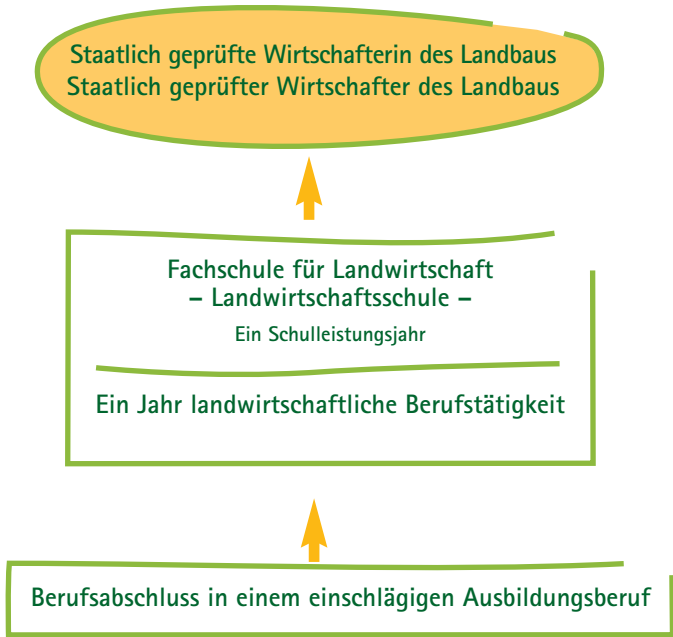 Staatlich geprüfte Wirtschafterin des Landbaus
Staatlich geprüfter Wirtschafter des Landbaus
Fachschule für Landwirtschaft
– Landwirtschaftsschule –
Ein Schulleistungsjahr
Ein Jahr landwirtschaftliche Berufstätigkeit
Berufsabschluss in einem einschlägigen Ausbildungsberuf